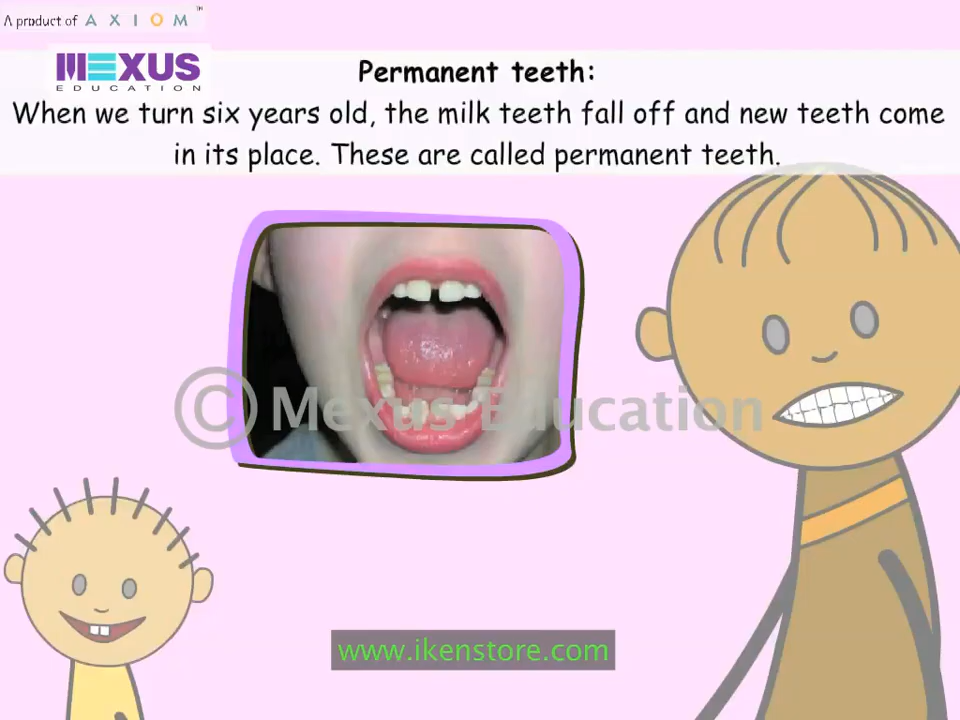 A product of AXIOM™
MEXUS
EDUCATION
Permanent teeth:
When we turn six years old, the milk teeth fall off and new teeth come
in its place. These are called permanent teeth.
© Mexus Education
www.ikenstore.com